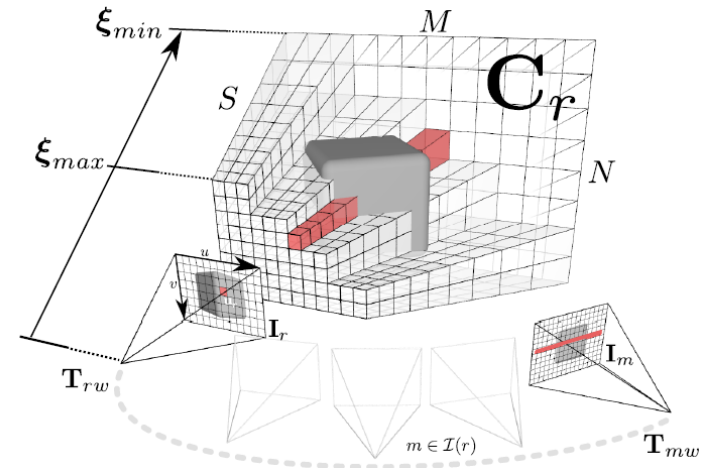 ξ_min
M
S
C_r
ξ_max
N
u
v
I_r
I_m
T_rw
m ∈ I(r)
T_mw